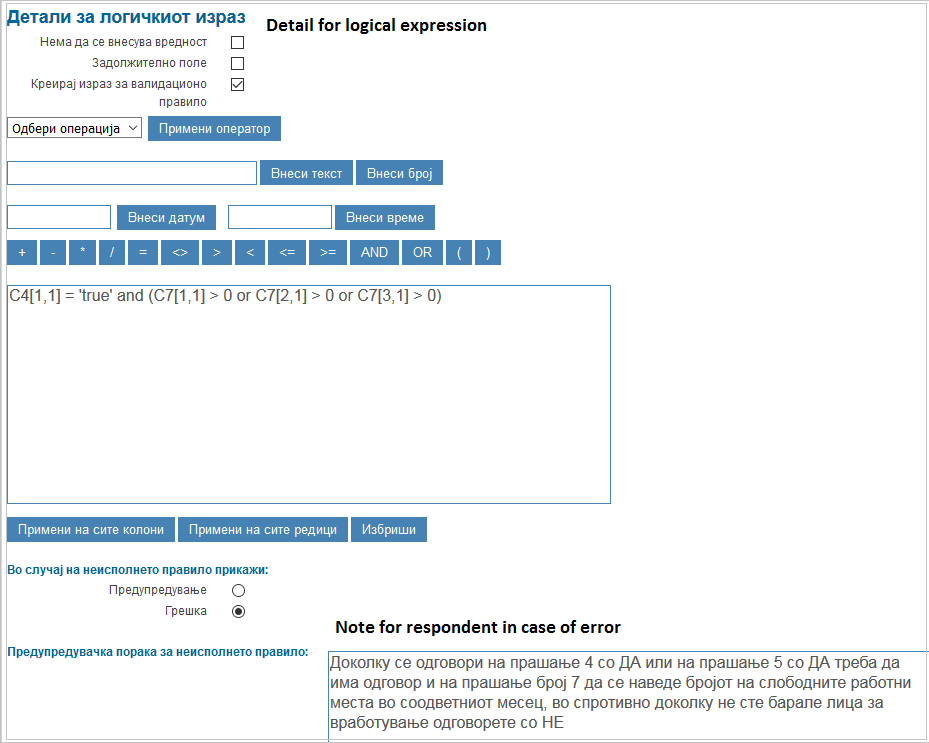 Детали за логичкиот израз
Detail for logical expression
Нема да се внесува вредност
Задолжително поле
Креирај израз за валидационо
правило
Одбери операција
Примени оператор
Внеси текст
Внеси број
Внеси датум
Внеси време
+ - * / = <> > < <= >= AND OR ( )
C4[1,1] = 'true' and (C7[1,1] > 0 or C7[2,1] > 0 or C7[3,1] > 0)
Примени на сите колони
Примени на сите редици
Избриши
Во случај на неисполнето правило прикажи:
Предупредување
Грешка
Note for respondent in case of error
Предупредувачка порака за неисполнето правило:
Доколку се одговори на прашање 4 со ДА или на прашање 5 со ДА треба да
има одговор и на прашање број 7 да се наведе бројот на слободните работни
места во соодветниот месец, во спротивно доколку не сте барале лица за
вработување одговорете со НЕ